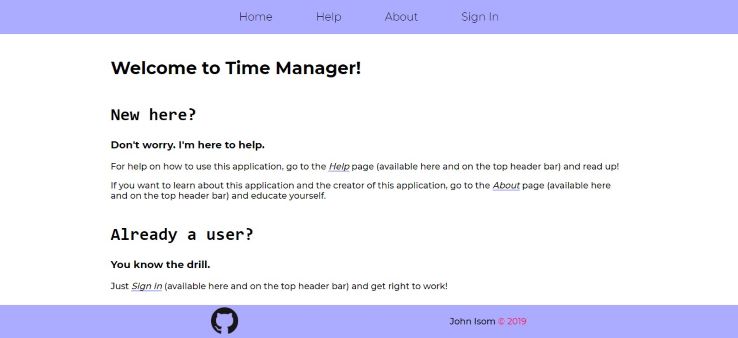 Home Help About Sign In
Welcome to Time Manager!
New here?
Don't worry. I'm here to help.
For help on how to use this application, go to the Help page (available here and on the top header bar) and read up!
If you want to learn about this application and the creator of this application, go to the About page (available here
and on the top header bar) and educate yourself.
Already a user?
You know the drill.
Just Sign In (available here and on the top header bar) and get right to work!
John Isom © 2019